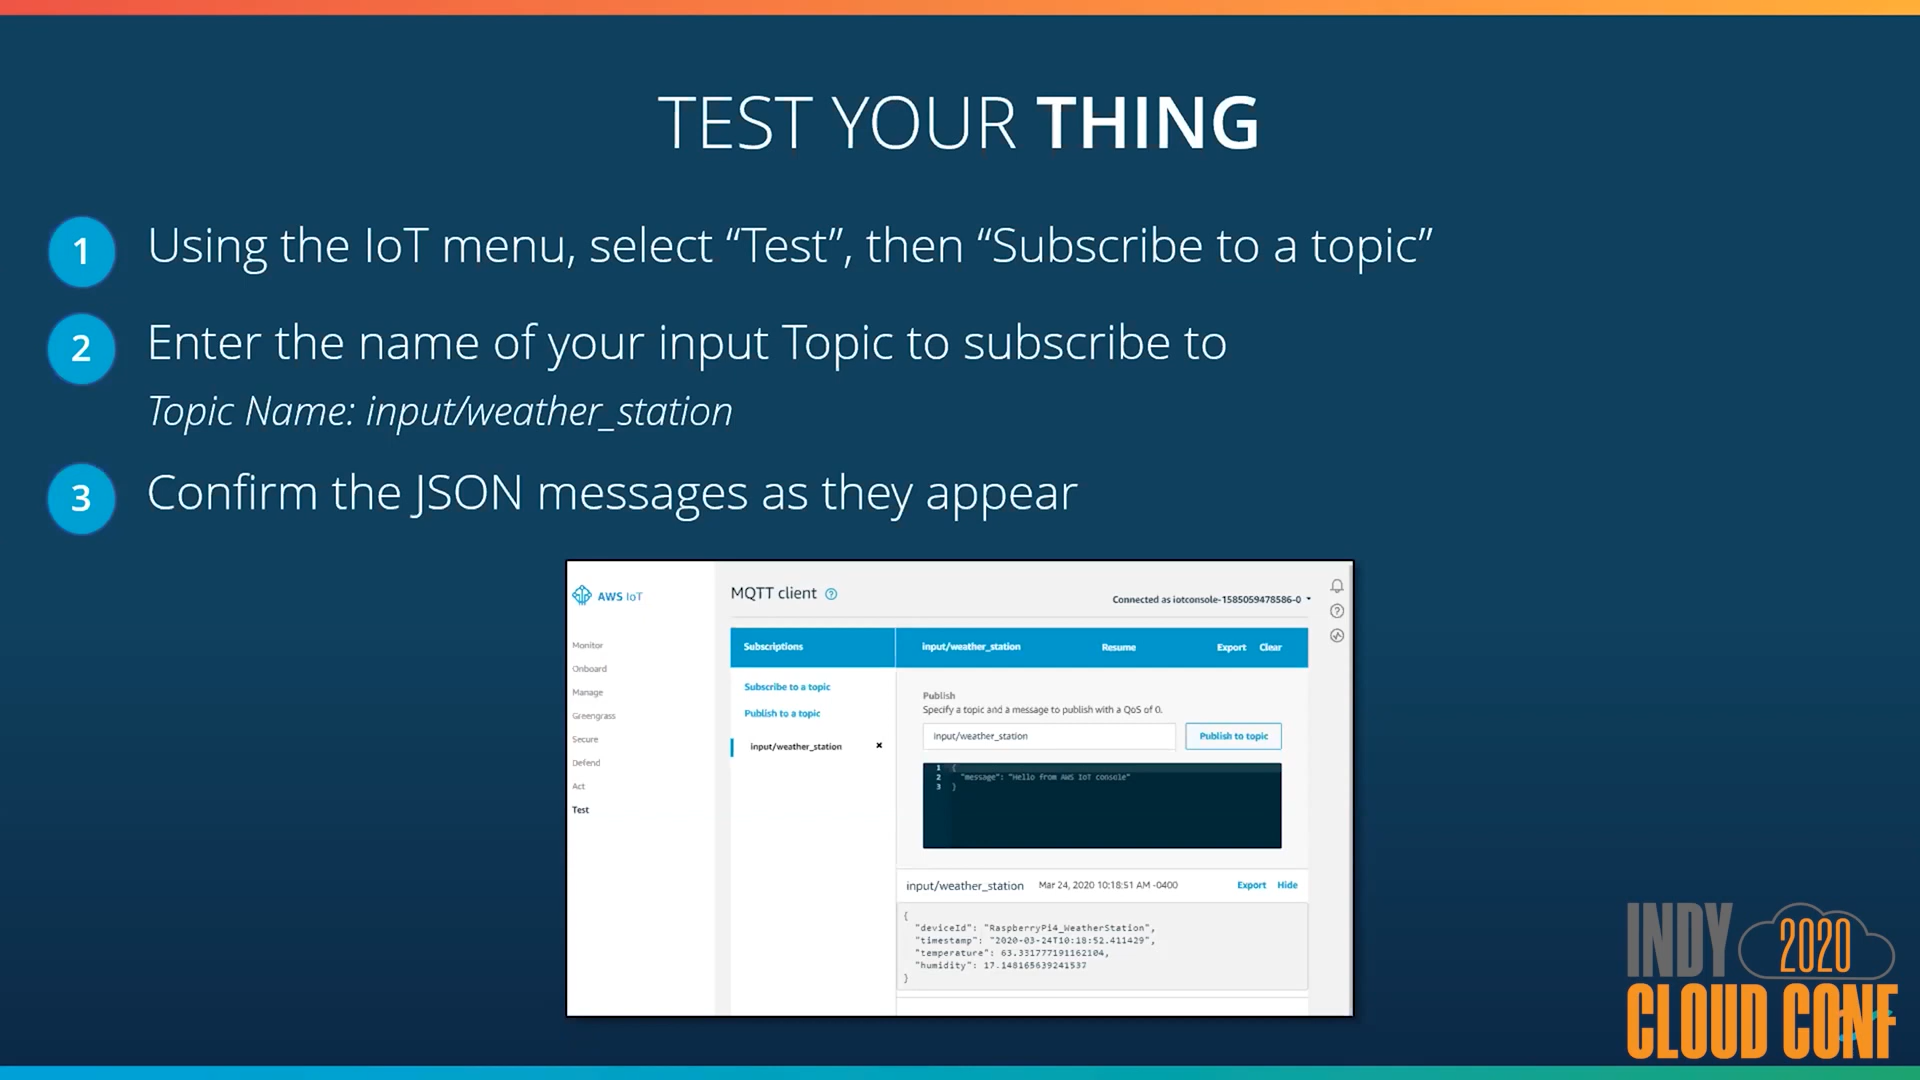 TEST YOUR THING
1 Using the IoT menu, select “Test”, then “Subscribe to a topic”
2 Enter the name of your input Topic to subscribe to
Topic Name: input/weather_station
3 Confirm the JSON messages as they appear
AWS IoT
Monitor
Onboard
Manage
Greengrass
Secure
Defend
Act
Test
MQTT client ?
Connected as iotconsole-1585059478586-0
Subscriptions
Subscribe to a topic
Publish to a topic
input/weather_station x
input/weather_station Resume Export Clear
Publish
Specify a topic and a message to publish with a QoS of 0.
input/weather_station Publish to topic
1 {
2 "message": "Hello from AWS IoT console"
3 }
input/weather_station Mar 24, 2020 10:18:51 AM -0400 Export Hide
{
"deviceId": "RaspberryPi4_WeatherStation",
"timestamp": "2020-03-24T10:18:52.411429",
"temperature": 63.331777191162104,
"humidity": 17.148165639241537
}
INDY 2020
CLOUD CONF